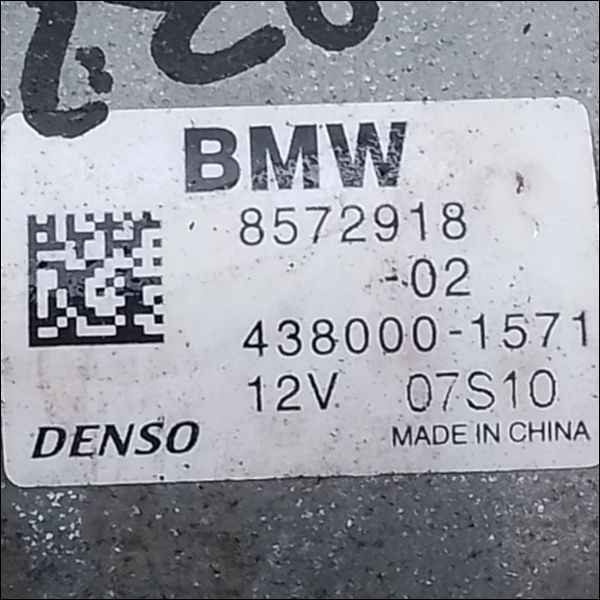 BMW
8572918
-02
438000-1571
12V 07S10
DENSO MADE IN CHINA